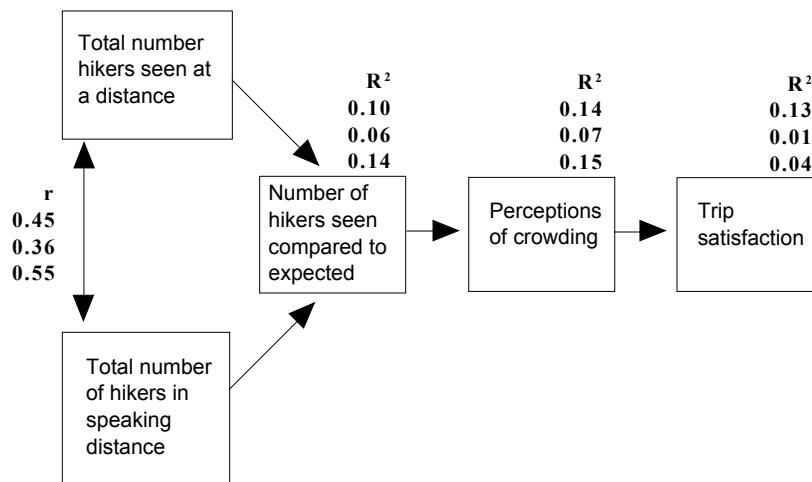 Total number
hikers seen at
a distance
R²
0.10
0.06
0.14
R²
0.14
0.07
0.15
R²
0.13
0.01
0.04
r
0.45
0.36
0.55
Number of
hikers seen
compared to
expected
Perceptions
of crowding
Trip
satisfaction
Total number
of hikers in
speaking
distance